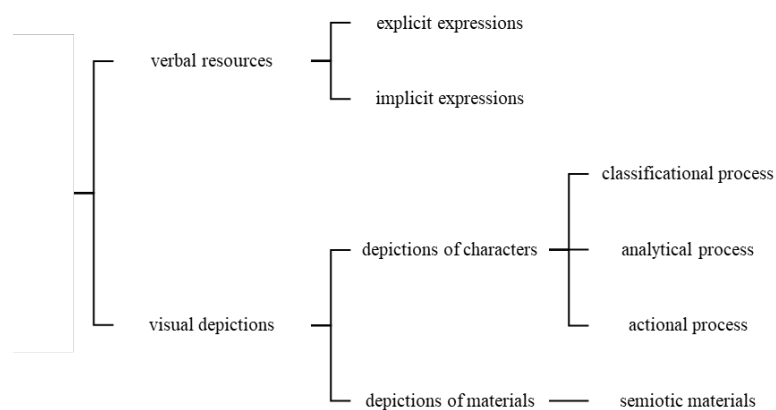 explicit expressions
verbal resources
implicit expressions
classificational process
depictions of characters
analytical process
visual depictions
actional process
depictions of materials
semiotic materials